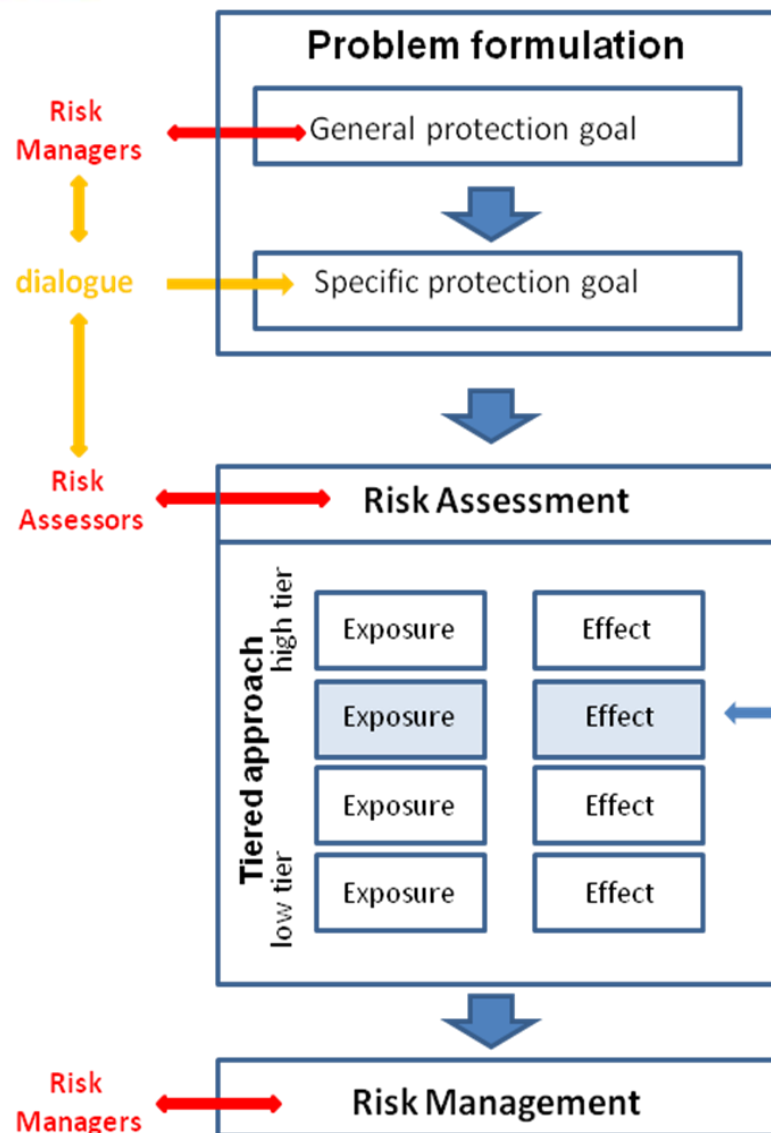 Problem formulation
Risk
Managers
General protection goal
dialogue
Specific protection goal
Risk
Assessors
Risk Assessment
Tiered approach
high tier
low tier
Exposure
Effect
Exposure
Effect
Exposure
Effect
Exposure
Effect
Risk
Managers
Risk Management